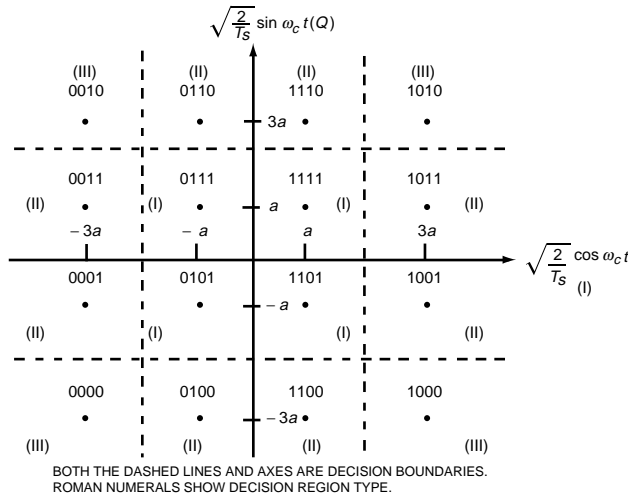 √2/Ts sin ωc t(Q)
(III) (II) (II) (III)
0010 0110 1110 1010
3a
0011 0111 1111 1011
(II) (I) a (I) (II)
– 3a – a a 3a
√2/Ts cos ωc t
(I)
0001 0101 1101 1001
– a
(II) (I) (I) (II)
0000 0100 1100 1000
– 3a
(III) (II) (II) (III)
BOTH THE DASHED LINES AND AXES ARE DECISION BOUNDARIES.
ROMAN NUMERALS SHOW DECISION REGION TYPE.